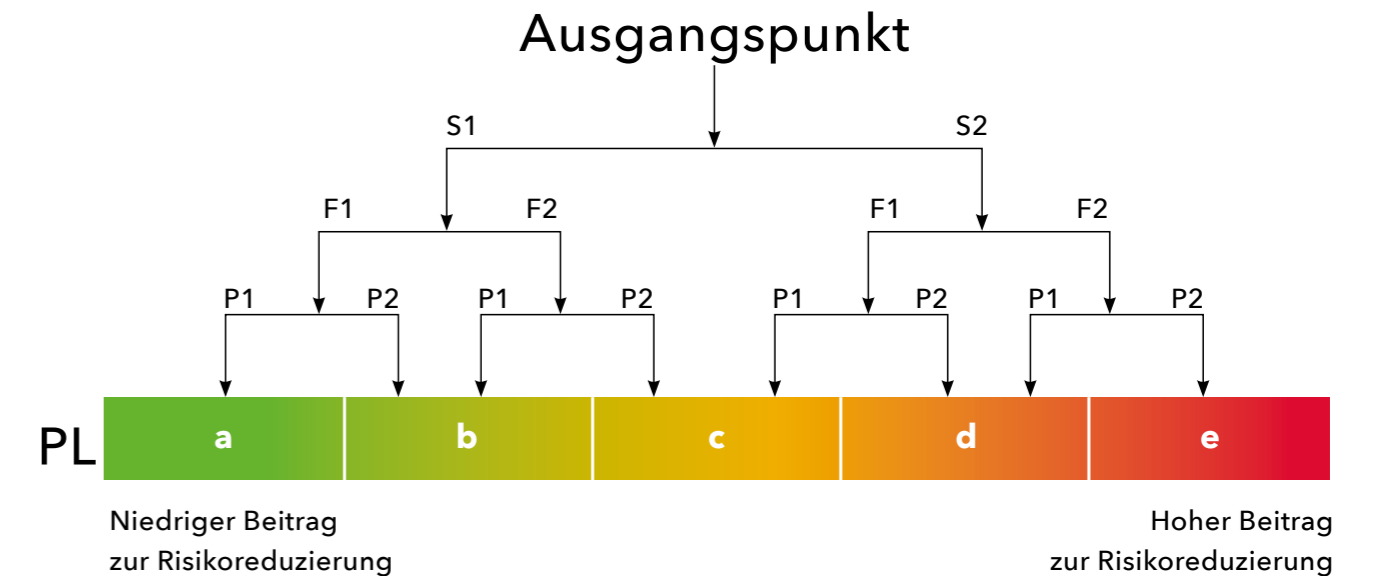 Ausgangspunkt
S1 S2
F1 F2 F1 F2
P1 P2 P1 P2 P1 P2 P1 P2
PL a b c d e
Niedriger Beitrag
zur Risikoreduzierung
Hoher Beitrag
zur Risikoreduzierung